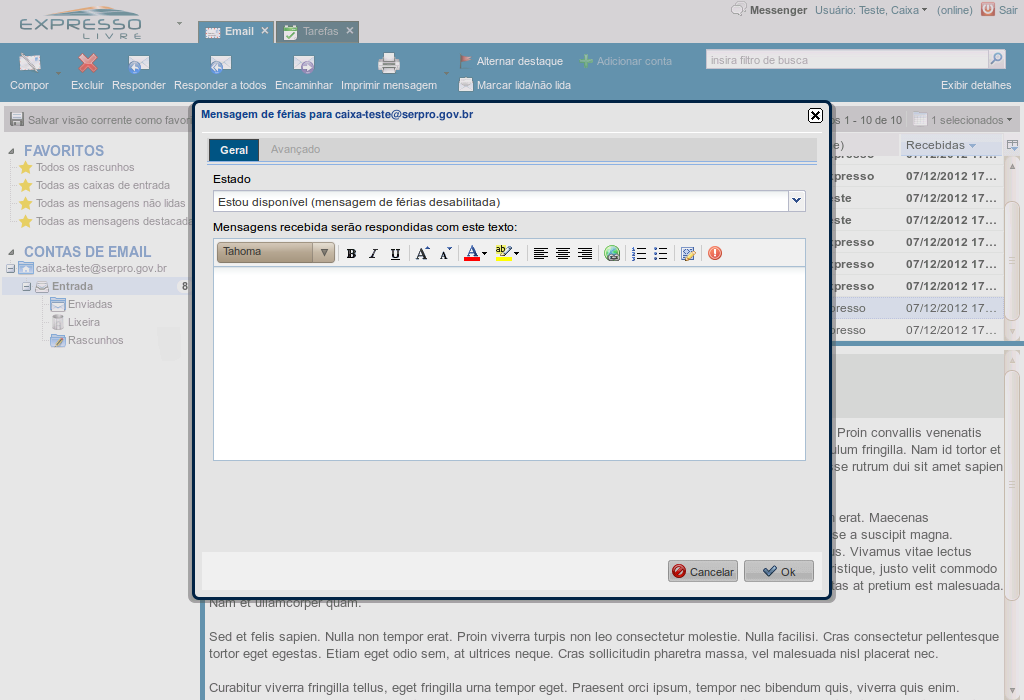 EXPRESSO
LIVRE
Email
Tarefas
Messenger
Usuário: Teste, Caixa
(online)
Sair
Compor
Excluir
Responder
Responder a todos
Encaminhar
Imprimir mensagem
Alternar destaque
Marcar lida/não lida
Adicionar conta
insira filtro de busca
Exibir detalhes
Salvar visão corrente como favori
1 - 10 de 10
1 selecionados
FAVORITOS
Todos os rascunhos
Todas as caixas de entrada
Todas as mensagens não lidas
Todas as mensagens destacada
CONTAS DE EMAIL
caixa-teste@serpro.gov.br
Entrada 8
Enviadas
Lixeira
Rascunhos
Mensagem de férias para caixa-teste@serpro.gov.br
Geral
Avançado
Estado
Estou disponível (mensagem de férias desabilitada)
Mensagens recebida serão respondidas com este texto:
Tahoma
B I U A A A ab
Cancelar
Ok
e) Recebidas
xpresso 07/12/2012 17...
xpresso 07/12/2012 17...
ste 07/12/2012 17...
ste 07/12/2012 17...
xpresso 07/12/2012 17...
xpresso 07/12/2012 17...
xpresso 07/12/2012 17...
presso 07/12/2012 17...
presso 07/12/2012 17...
Proin convallis venenatis
ulum fringilla. Nam id tortor et
se rutrum dui sit amet sapien
erat. Maecenas
se a suscipit magna.
us. Vivamus vitae lectus
ristique, justo velit commodo
tas at pretium est malesuada.
Nam et ullamcorper quam.
Sed et felis sapien. Nulla non tempor erat. Proin viverra turpis non leo consectetur molestie. Nulla facilisi. Cras consectetur pellentesque
tortor eget egestas. Etiam eget odio sem, at ultrices neque. Cras sollicitudin pharetra massa, vel malesuada nisl placerat nec.
Curabitur viverra fringilla tellus, eget fringilla urna tempor eget. Praesent orci ipsum, tempor nec bibendum quis, viverra quis enim.